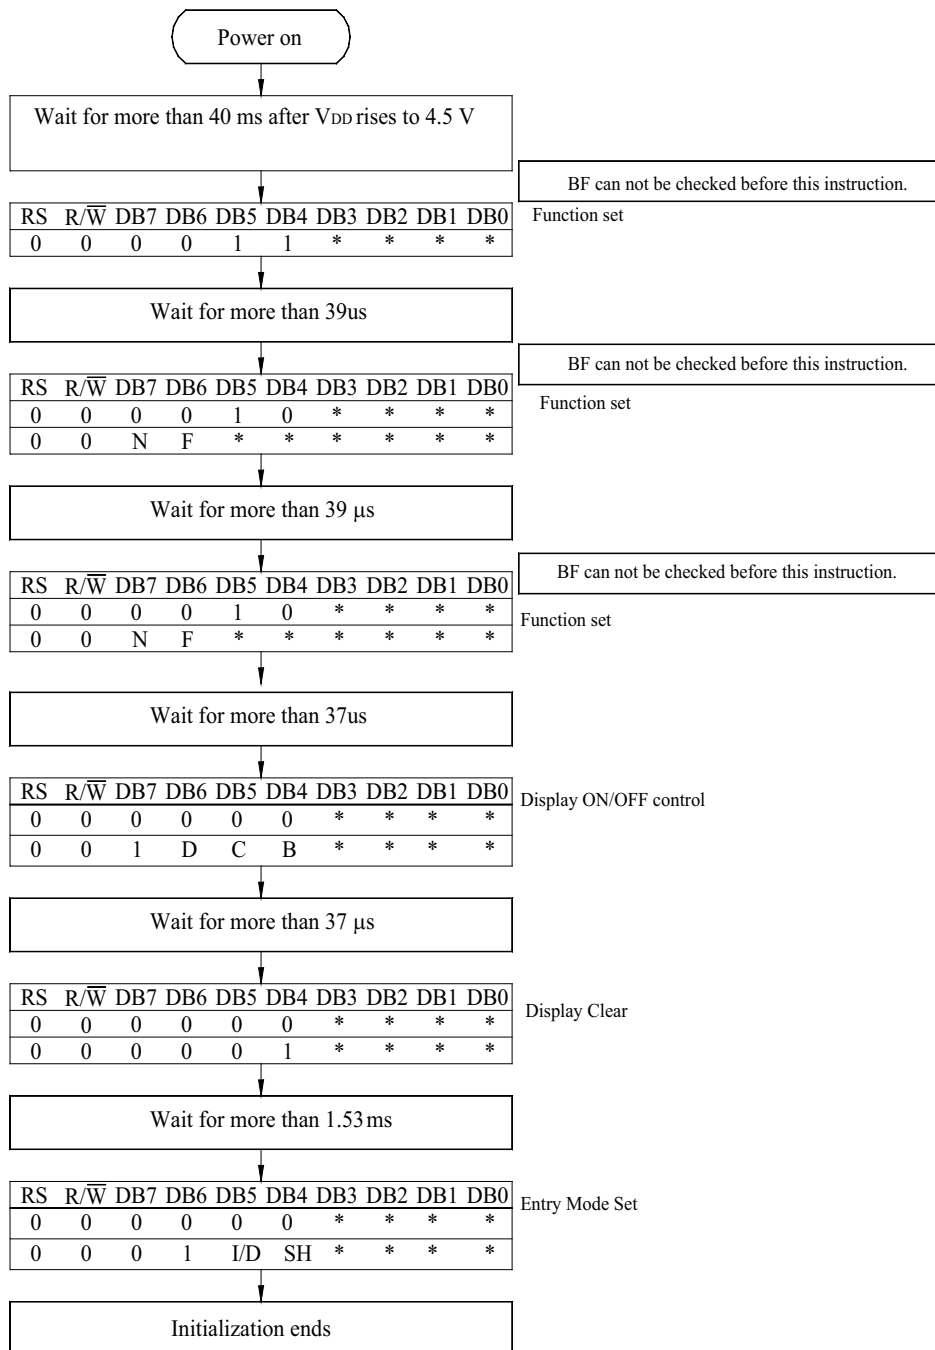 Power on
Wait for more than 40 ms after VDD rises to 4.5 V
BF can not be checked before this instruction.
RS R/W̅ DB7 DB6 DB5 DB4 DB3 DB2 DB1 DB0
Function set
0 0 0 0 1 1 * * * *
Wait for more than 39us
BF can not be checked before this instruction.
RS R/W̅ DB7 DB6 DB5 DB4 DB3 DB2 DB1 DB0
Function set
0 0 0 0 1 0 * * * *
0 0 N F * * * * * *
Wait for more than 39 µs
BF can not be checked before this instruction.
RS R/W̅ DB7 DB6 DB5 DB4 DB3 DB2 DB1 DB0
0 0 0 0 1 0 * * * *
Function set
0 0 N F * * * * * *
Wait for more than 37us
RS R/W̅ DB7 DB6 DB5 DB4 DB3 DB2 DB1 DB0
Display ON/OFF control
0 0 0 0 0 0 * * * *
0 0 1 D C B * * * *
Wait for more than 37 µs
RS R/W̅ DB7 DB6 DB5 DB4 DB3 DB2 DB1 DB0
Display Clear
0 0 0 0 0 0 * * * *
0 0 0 0 0 1 * * * *
Wait for more than 1.53ms
RS R/W̅ DB7 DB6 DB5 DB4 DB3 DB2 DB1 DB0
Entry Mode Set
0 0 0 0 0 0 * * * *
0 0 0 1 I/D SH * * * *
Initialization ends